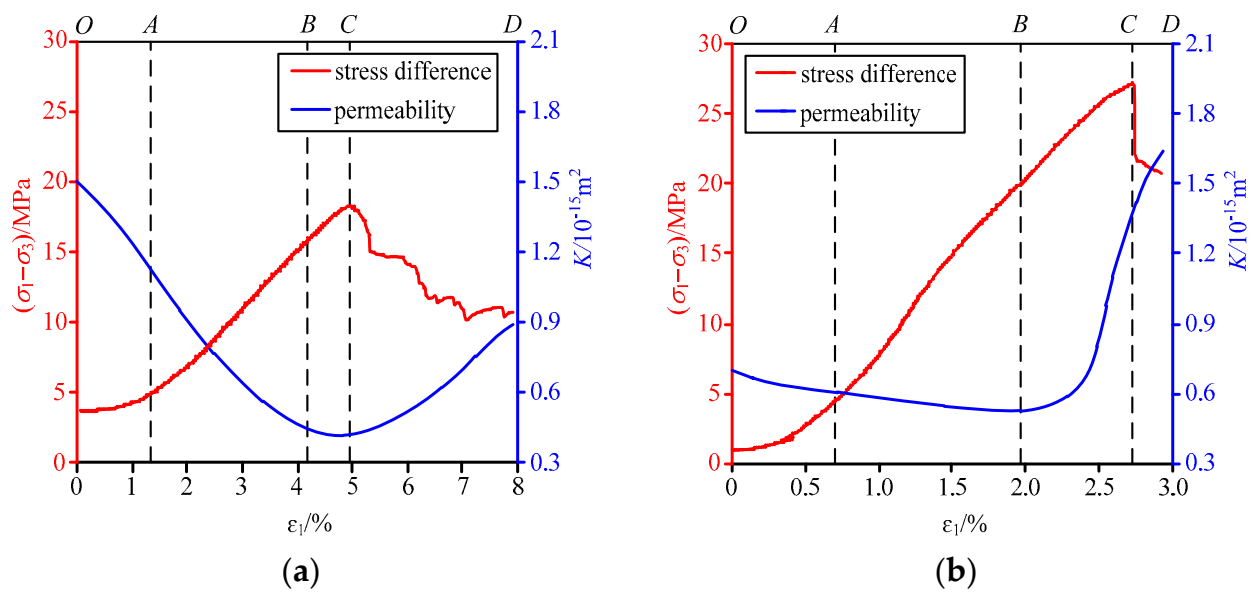 O A B C D
30
25
20
15
10
5
0
(σ₁−σ₃)/MPa
stress difference
permeability
2.1
1.8
1.5
1.2
0.9
0.6
0.3
K/10⁻¹⁵m²
0 1 2 3 4 5 6 7 8
ε₁/%
(a)
O A B C D
30
25
20
15
10
5
0
(σ₁−σ₃)/MPa
stress difference
permeability
2.1
1.8
1.5
1.2
0.9
0.6
0.3
K/10⁻¹⁵m²
0 0.5 1.0 1.5 2.0 2.5 3.0
ε₁/%
(b)